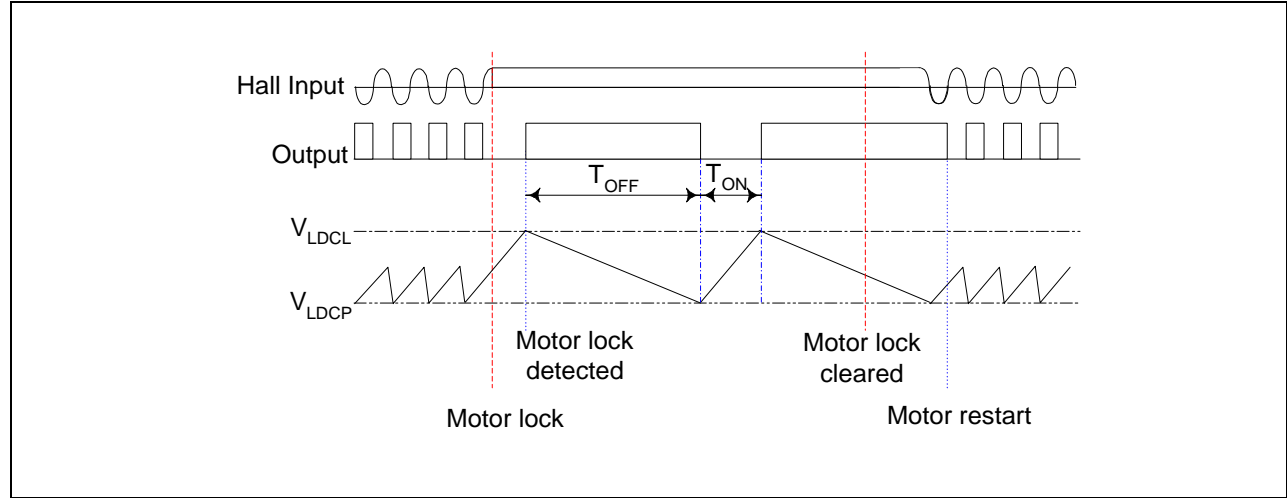 Hall Input
Output
TOFF
TON
VLDCL
VLDCP
Motor lock
detected
Motor lock
cleared
Motor lock
Motor restart